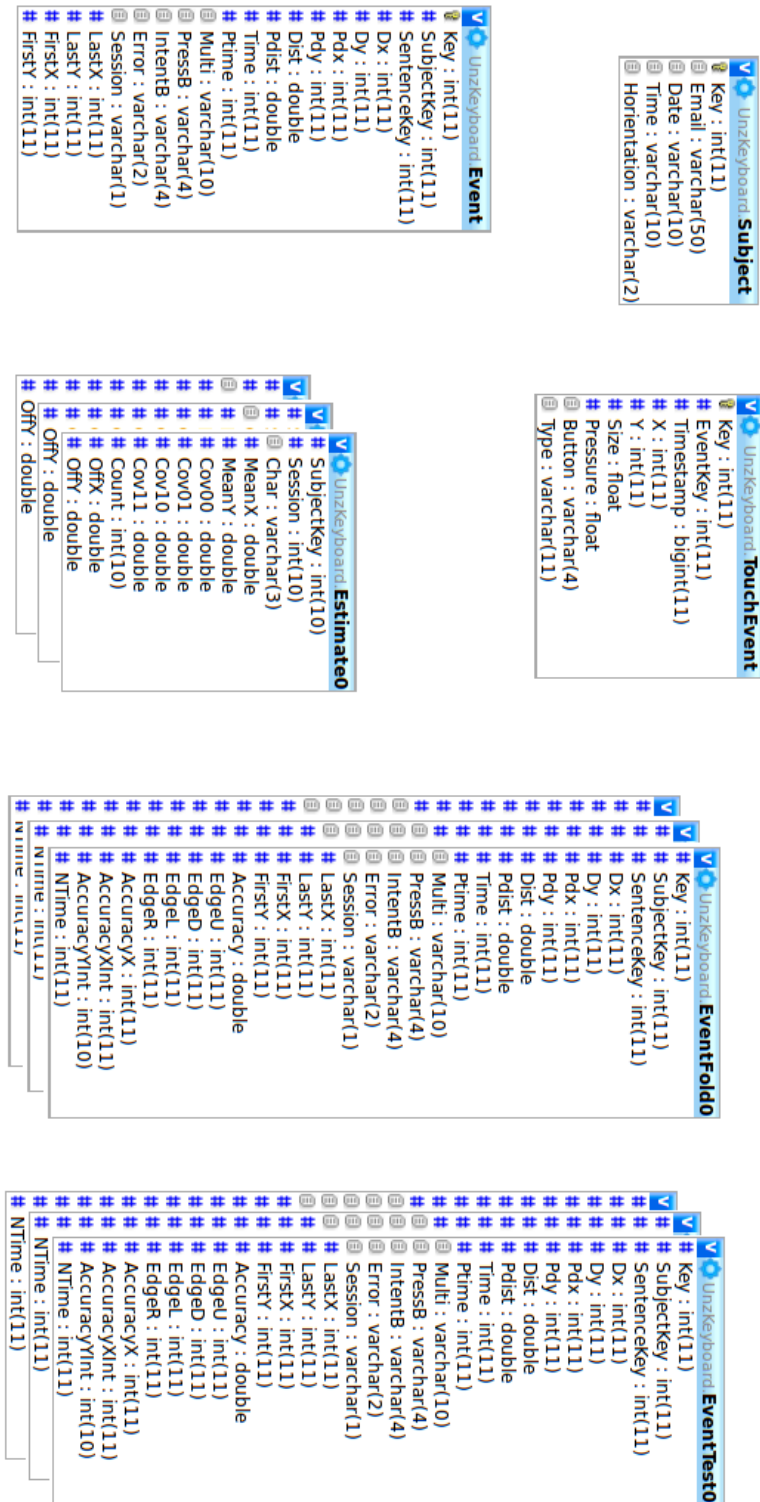 UnzKeyboard.Subject
Key : int(11)
Email : varchar(50)
Date : varchar(10)
Time : varchar(10)
Horientation : varchar(2)
UnzKeyboard.Event
Key : int(11)
SubjectKey : int(11)
SentenceKey : int(11)
Dx : int(11)
Dy : int(11)
Pdx : int(11)
Pdy : int(11)
Dist : double
Pdist : double
Time : int(11)
Ptime : int(11)
Multi : varchar(10)
PressB : varchar(4)
IntentB : varchar(4)
Error : varchar(2)
Session : varchar(1)
LastX : int(11)
LastY : int(11)
FirstX : int(11)
FirstY : int(11)
UnzKeyboard.TouchEvent
Key : int(11)
EventKey : int(11)
Timestamp : bigint(11)
X : int(11)
Y : int(11)
Size : float
Pressure : float
Button : varchar(4)
Type : varchar(11)
UnzKeyboard.Estimate0
SubjectKey : int(10)
Session : int(10)
Char : varchar(3)
MeanX : double
MeanY : double
Cov00 : double
Cov01 : double
Cov10 : double
Cov11 : double
Count : int(10)
OffX : double
OffY : double
OffY : double
OffY : double
UnzKeyboard.EventFold0
Key : int(11)
SubjectKey : int(11)
SentenceKey : int(11)
Dx : int(11)
Dy : int(11)
Pdx : int(11)
Pdy : int(11)
Dist : double
Pdist : double
Time : int(11)
Ptime : int(11)
Multi : varchar(10)
PressB : varchar(4)
IntentB : varchar(4)
Error : varchar(2)
Session : varchar(1)
LastX : int(11)
LastY : int(11)
FirstX : int(11)
FirstY : int(11)
Accuracy : double
EdgeU : int(11)
EdgeD : int(11)
EdgeL : int(11)
EdgeR : int(11)
AccuracyX : int(11)
AccuracyXInt : int(11)
AccuracyYInt : int(10)
NTime : int(11)
UnzKeyboard.EventTest0
Key : int(11)
SubjectKey : int(11)
SentenceKey : int(11)
Dx : int(11)
Dy : int(11)
Pdx : int(11)
Pdy : int(11)
Dist : double
Pdist : double
Time : int(11)
Ptime : int(11)
Multi : varchar(10)
PressB : varchar(4)
IntentB : varchar(4)
Error : varchar(2)
Session : varchar(1)
LastX : int(11)
LastY : int(11)
FirstX : int(11)
FirstY : int(11)
Accuracy : double
EdgeU : int(11)
EdgeD : int(11)
EdgeL : int(11)
EdgeR : int(11)
AccuracyX : int(11)
AccuracyXInt : int(11)
AccuracyYInt : int(10)
NTime : int(11)
NTime : int(11)
NTime : int(11)